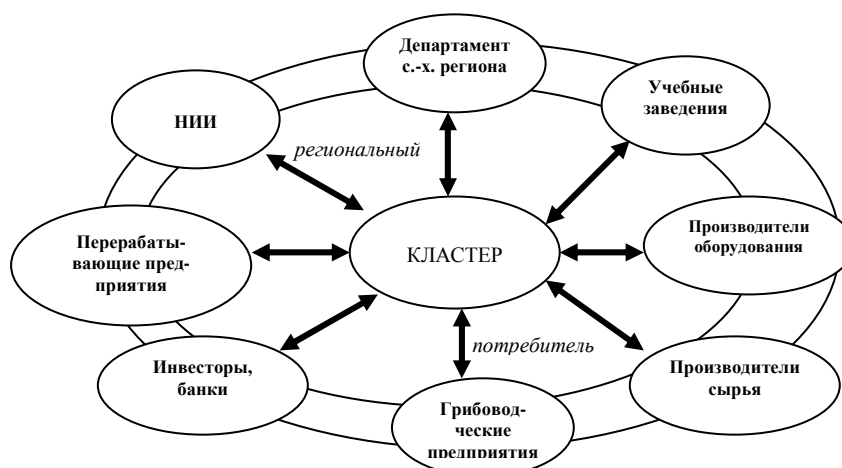 Департамент
с.-х. региона
Учебные
заведения
НИИ
региональный
Перерабаты-
вающие пред-
приятия
КЛАСТЕР
Производители
оборудования
Инвесторы,
банки
потребитель
Производители
сырья
Грибовод-
ческие
предприятия